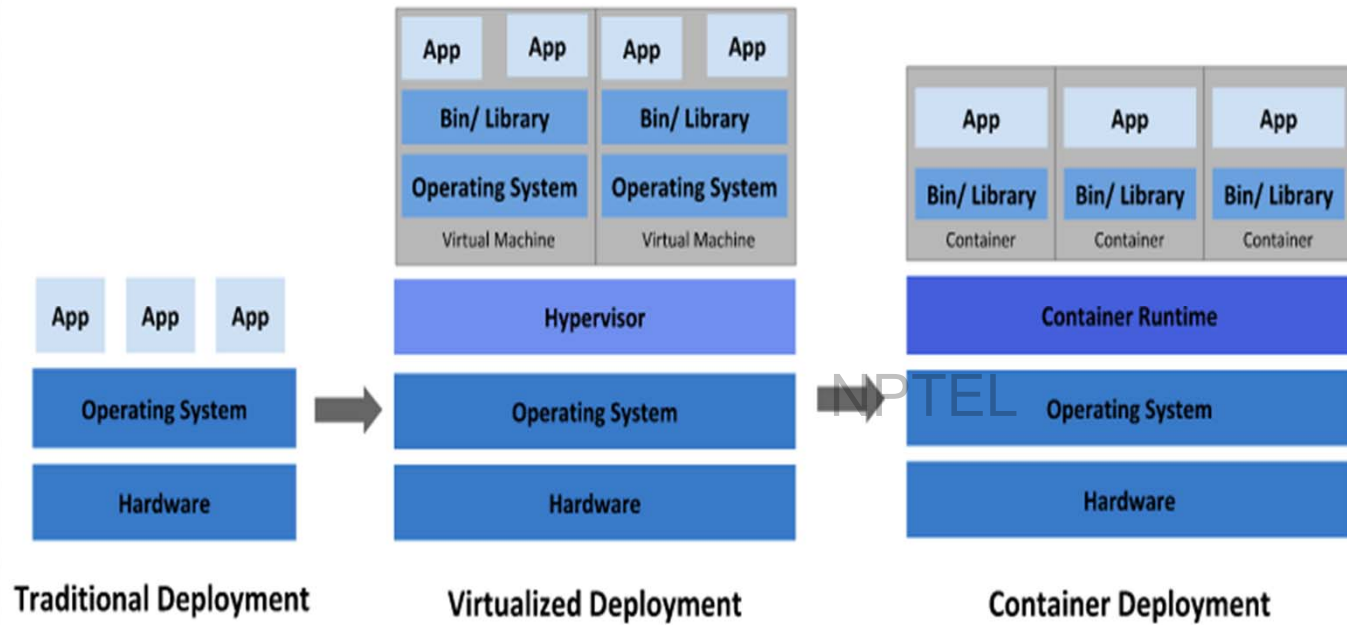 App App App
Operating System
Hardware
Traditional Deployment
App App App App
Bin/ Library Bin/ Library
Operating System Operating System
Virtual Machine Virtual Machine
Hypervisor
Operating System
Hardware
Virtualized Deployment
App App App
Bin/ Library Bin/ Library Bin/ Library
Container Container Container
Container Runtime
NPTEL
Operating System
Hardware
Container Deployment